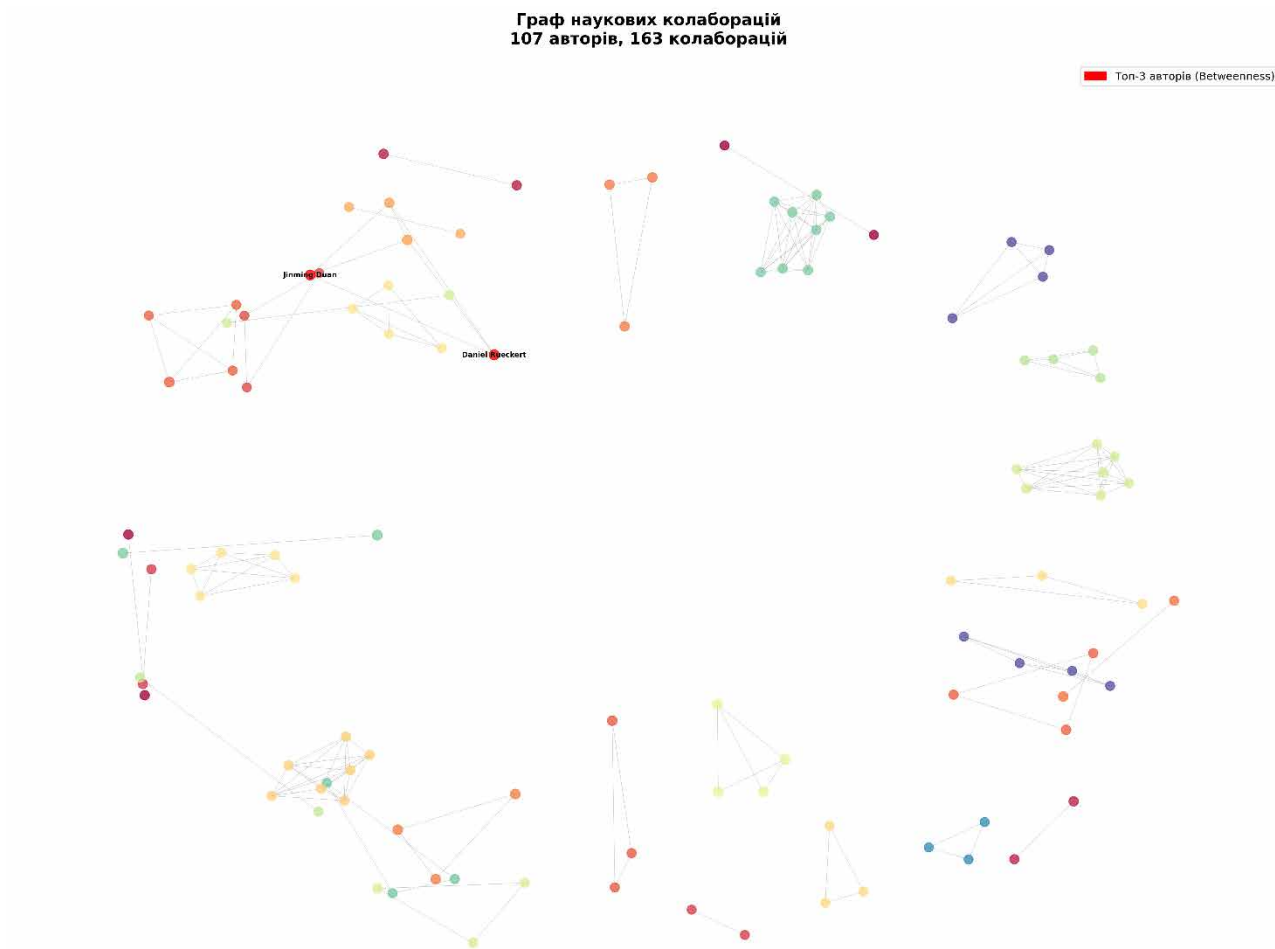 Граф наукових колаборацій
107 авторів, 163 колаборацій
Топ-3 авторів (Betweenness)
Jinming Duan
Daniel Rueckert